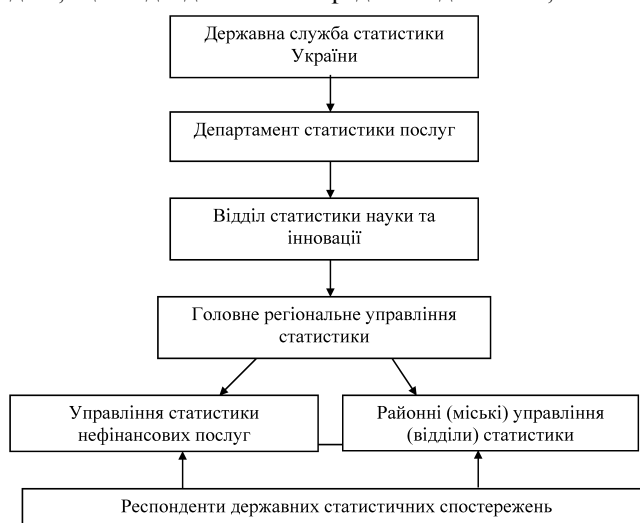 Державна служба статистики
України
Департамент статистики послуг
Відділ статистики науки та
інновації
Головне регіональне управління
статистики
Управління статистики
нефінансових послуг
Районні (міські) управління
(відділи) статистики
Респонденти державних статистичних спостережень